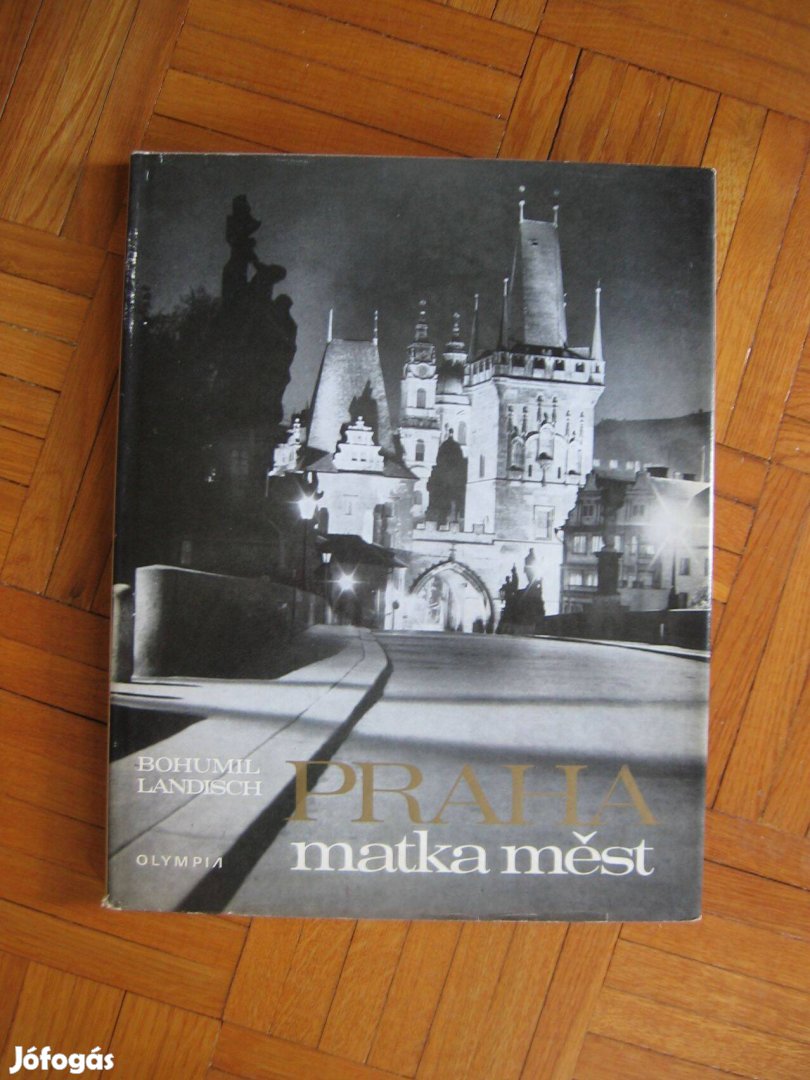 BOHUMIL
LANDISCH
PRAHA
matka měst
OLYMPIA
Jófogás